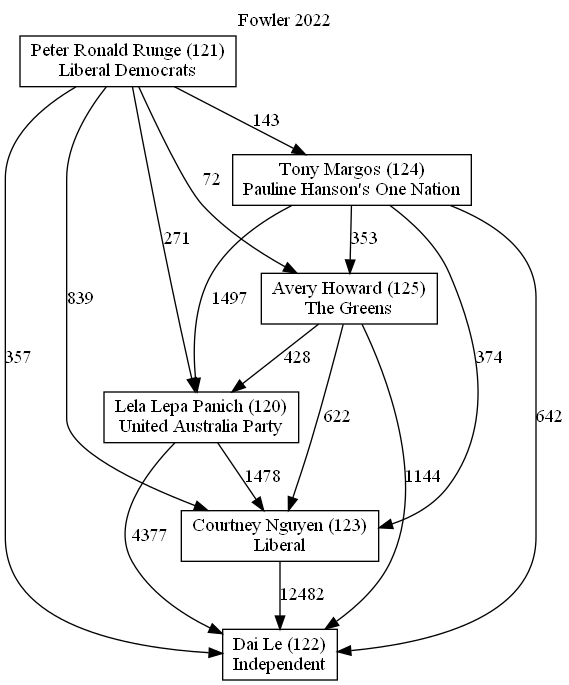 Fowler 2022
Peter Ronald Runge (121)
Liberal Democrats
143
Tony Margos (124)
Pauline Hanson's One Nation
72
271
1497
353
839
Avery Howard (125)
The Greens
357
428
374
Lela Lepa Panich (120)
United Australia Party
622
642
1478
1144
Courtney Nguyen (123)
Liberal
4377
12482
Dai Le (122)
Independent